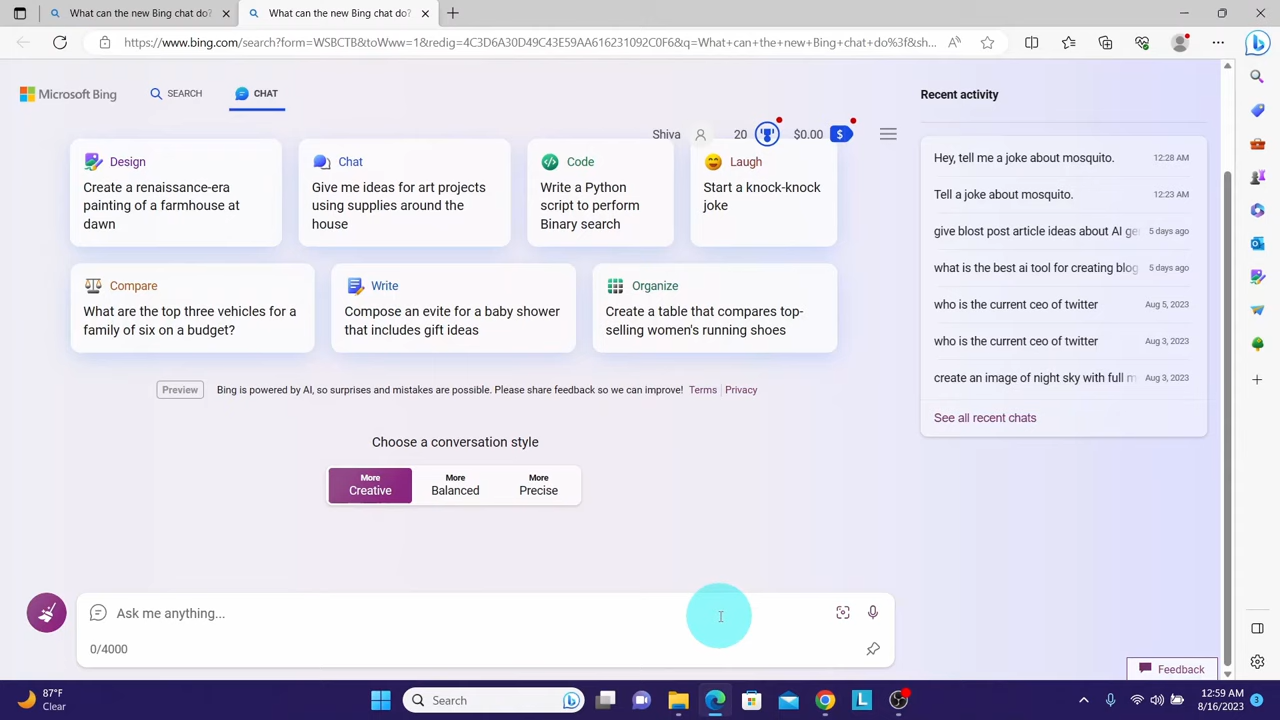 What can the new Bing chat do?
What can the new Bing chat do?
https://www.bing.com/search?form=WSBCTB&toWww=1&redig=4C3D6A30D49C43E59AA616231092C0F6&q=What+can+the+new+Bing+chat+do%3f&sh...
Microsoft Bing
SEARCH
CHAT
Shiva
20
$0.00
Design
Create a renaissance-era
painting of a farmhouse at
dawn
Chat
Give me ideas for art projects
using supplies around the
house
Code
Write a Python
script to perform
Binary search
Laugh
Start a knock-knock
joke
Compare
What are the top three vehicles for a
family of six on a budget?
Write
Compose an evite for a baby shower
that includes gift ideas
Organize
Create a table that compares top-
selling women's running shoes
Preview
Bing is powered by AI, so surprises and mistakes are possible. Please share feedback so we can improve! Terms | Privacy
Choose a conversation style
More
Creative
More
Balanced
More
Precise
Ask me anything...
0/4000
Recent activity
Hey, tell me a joke about mosquito. 12:28 AM
Tell a joke about mosquito. 12:23 AM
give blost post article ideas about AI ge 5 days ago
what is the best ai tool for creating blog 5 days ago
who is the current ceo of twitter Aug 5, 2023
who is the current ceo of twitter Aug 3, 2023
create an image of night sky with full m Aug 3, 2023
See all recent chats
Feedback
87°F
Clear
Search
12:59 AM
8/16/2023
3